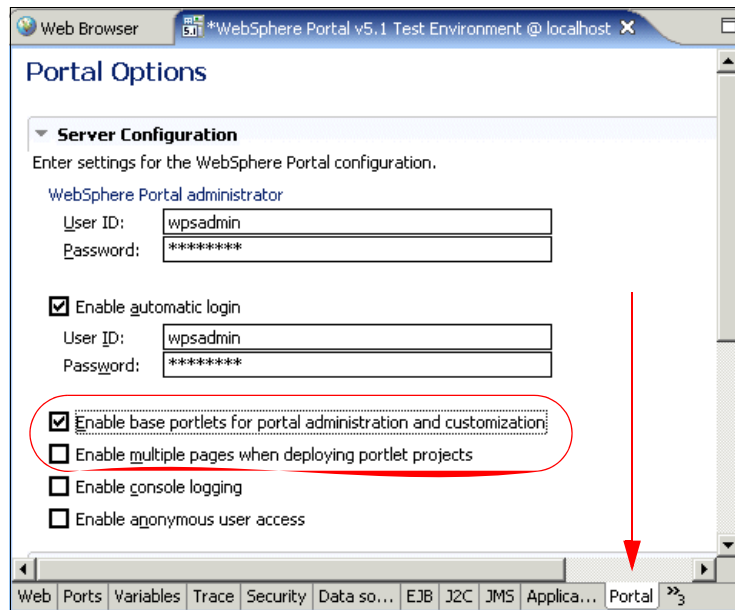 Web Browser *WebSphere Portal v5.1 Test Environment @ localhost
5.1
Portal Options
Server Configuration
Enter settings for the WebSphere Portal configuration.
WebSphere Portal administrator
User ID: wpsadmin
Password: ********
Enable automatic login
User ID: wpsadmin
Password: ********
Enable base portlets for portal administration and customization
Enable multiple pages when deploying portlet projects
Enable console logging
Enable anonymous user access
Web Ports Variables Trace Security Data so... EJB J2C JMS Applica... Portal »3